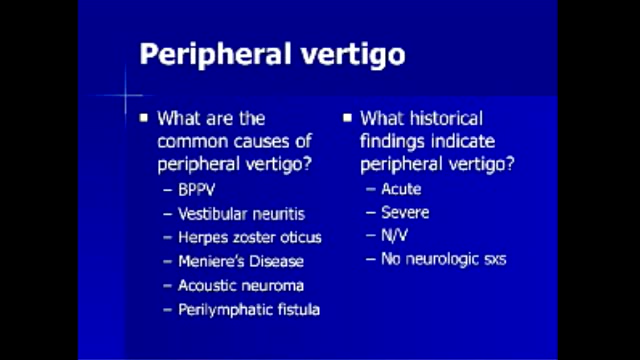 Peripheral vertigo
What are the
common causes of
peripheral vertigo?
– BPPV
– Vestibular neuritis
– Herpes zoster oticus
– Meniere's Disease
– Acoustic neuroma
– Perilymphatic fistula
What historical
findings indicate
peripheral vertigo?
– Acute
– Severe
– N/V
– No neurologic sxs